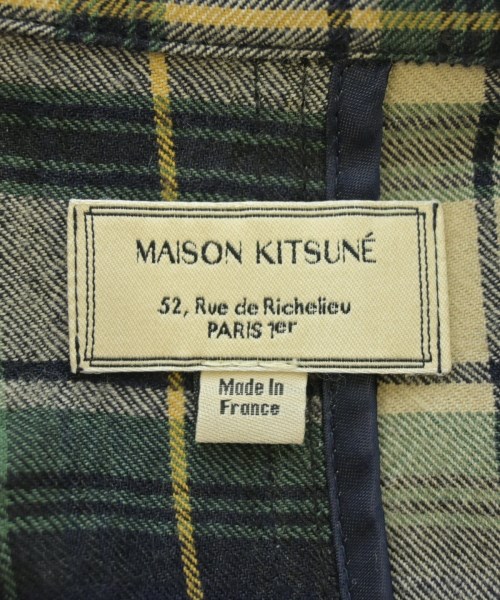 MAISON KITSUNÉ
52, Rue de Richelieu
PARIS 1er
Made In
France